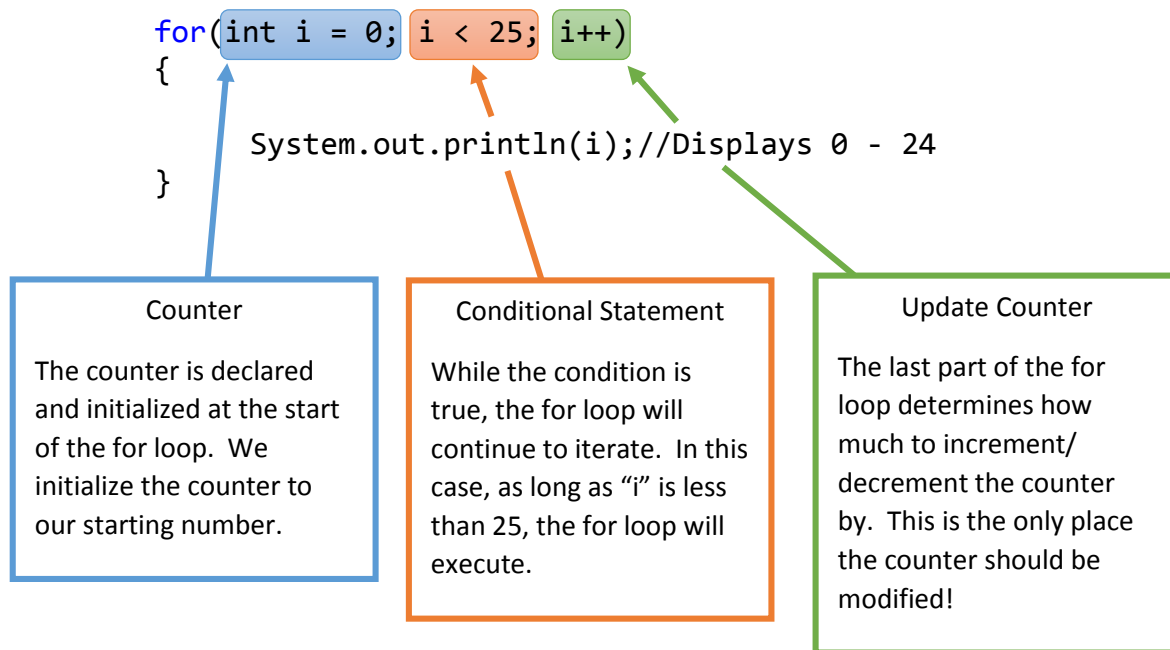 for(int i = 0; i < 25; i++)
{
System.out.println(i);//Displays 0 - 24
}
Counter
The counter is declared
and initialized at the start
of the for loop.  We
initialize the counter to
our starting number.
Conditional Statement
While the condition is
true, the for loop will
continue to iterate.  In this
case, as long as “i” is less
than 25, the for loop will
execute.
Update Counter
The last part of the for
loop determines how
much to increment/
decrement the counter
by.  This is the only place
the counter should be
modified!